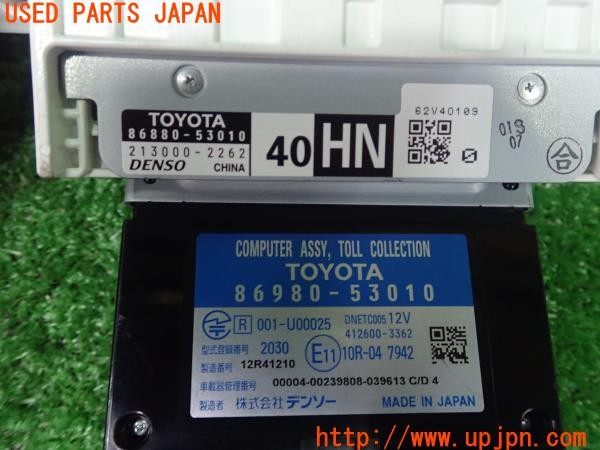 USED PARTS JAPAN
TOYOTA
86880-53010
213000-2262
DENSO CHINA
40 HN
62V40109
01S
07
合
COMPUTER ASSY, TOLL COLLECTION
TOYOTA
86980-53010
R 001-U00025 DNETC005 12V
412600-3362
型式登録番号 2030 E11 10R-04 7942
製造番号 12R41210
車載器管理番号 00004-00239808-039613 C/D 4
製造者 株式会社 デンソー MADE IN JAPAN
http://www.upjpn.com/